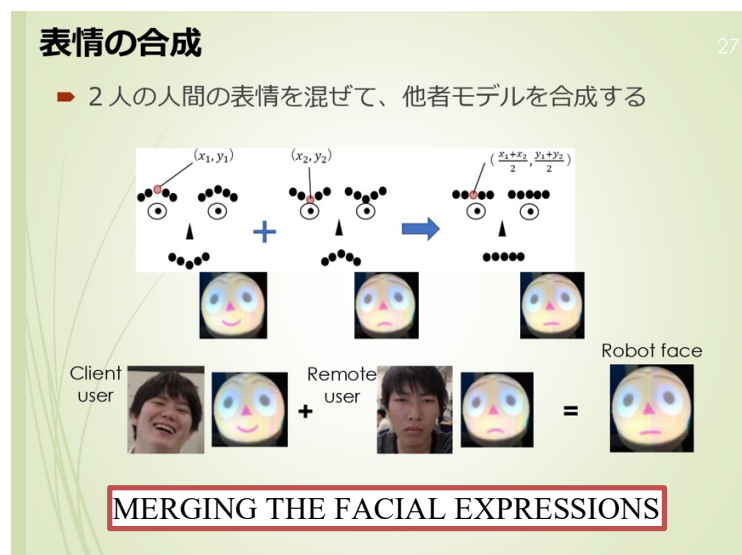 表情の合成
27
２人の人間の表情を混ぜて、他者モデルを合成する
(x₁, y₁)
(x₂, y₂)
(\frac{x₁+x₂}{2}, \frac{y₁+y₂}{2})
+
Client
user
+
Remote
user
=
Robot face
MERGING THE FACIAL EXPRESSIONS